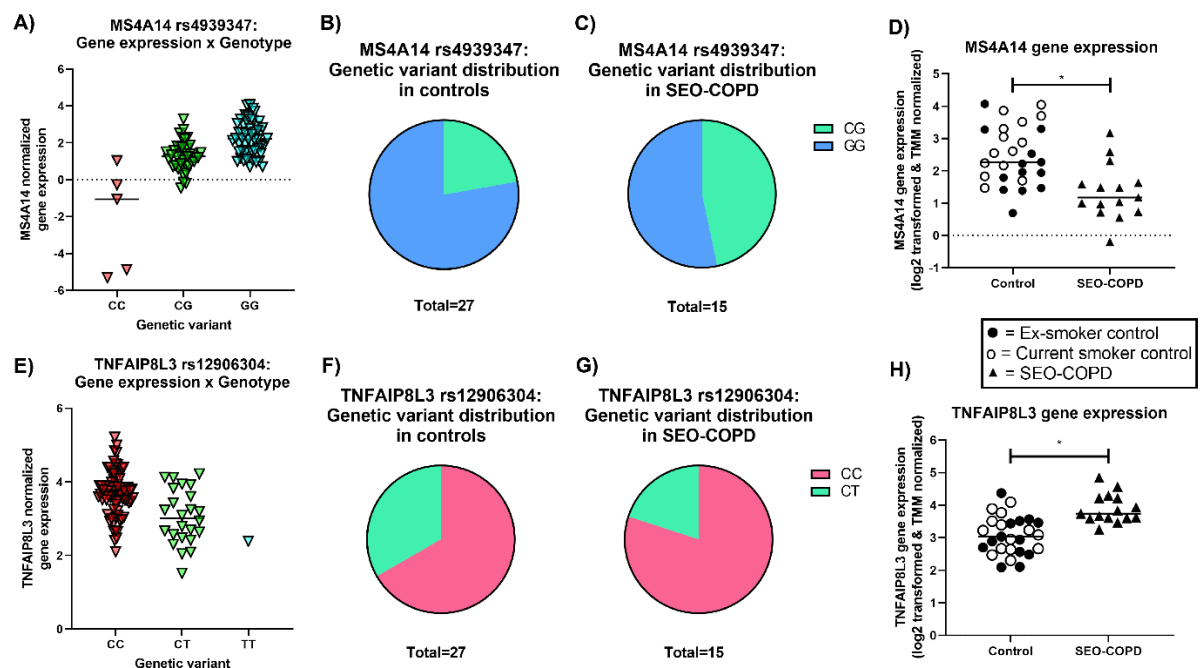 A)
MS4A14 rs4939347:
Gene expression x Genotype
MS4A14 normalized
gene expression
6
4
2
0
-2
-4
-6
CC
CG
GG
Genetic variant
B)
MS4A14 rs4939347:
Genetic variant distribution
in controls
Total=27
C)
MS4A14 rs4939347:
Genetic variant distribution
in SEO-COPD
CG
GG
Total=15
D)
MS4A14 gene expression
MS4A14 gene expression
(log2 transformed & TMM normalized)
5
4
3
2
1
0
-1
*
Control
SEO-COPD
= Ex-smoker control
= Current smoker control
= SEO-COPD
E)
TNFAIP8L3 rs12906304:
Gene expression x Genotype
TNFAIP8L3 normalized
gene expression
6
4
2
0
CC
CT
TT
Genetic variant
F)
TNFAIP8L3 rs12906304:
Genetic variant distribution
in controls
Total=27
G)
TNFAIP8L3 rs12906304:
Genetic variant distribution
in SEO-COPD
CC
CT
Total=15
H)
TNFAIP8L3 gene expression
TNFAIP8L3 gene expression
(log2 transformed & TMM normalized)
6
5
4
3
2
1
0
*
Control
SEO-COPD